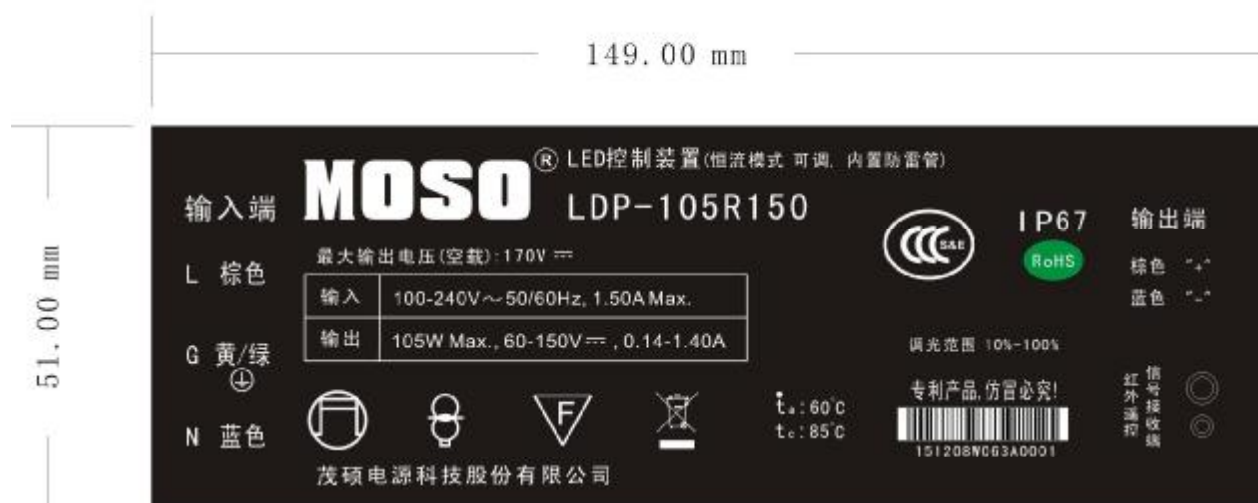 149.00 mm
51.00 mm
MOSO® LED控制装置(恒流模式 可调, 内置防雷管)
LDP-105R150
输入端
L 棕色
G 黄/绿
N 蓝色
最大输出电压(空载):170V
输入 100-240V～50/60Hz, 1.50A Max.
输出 105W Max., 60-150V⎓, 0.14-1.40A
F
ta:60℃
tc:85℃
茂硕电源科技股份有限公司
CCC S&E
IP67
RoHS
输出端
棕色 "+"
蓝色 "-"
调光范围 10%-100%
专利产品,仿冒必究!
151208W063A0001
红外遥控
信号接收端